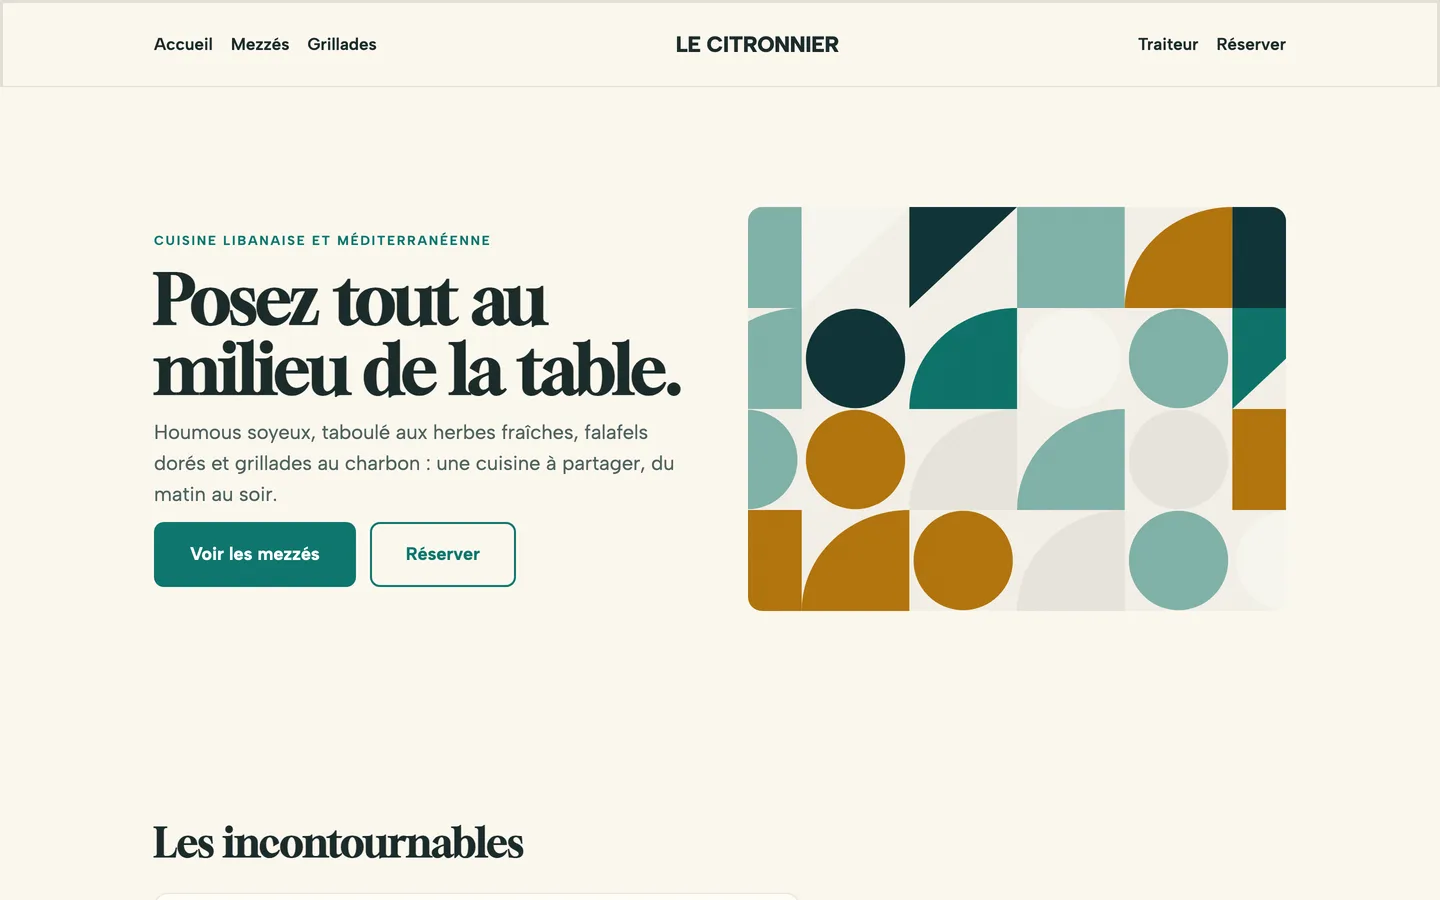 Accueil Mezzés Grillades LE CITRONNIER Traiteur Réserver
CUISINE LIBANAISE ET MÉDITERRANÉENNE
Posez tout au
milieu de la table.
Houmous soyeux, taboulé aux herbes fraîches, falafels
dorés et grillades au charbon : une cuisine à partager, du
matin au soir.
Voir les mezzés Réserver
Les incontournables